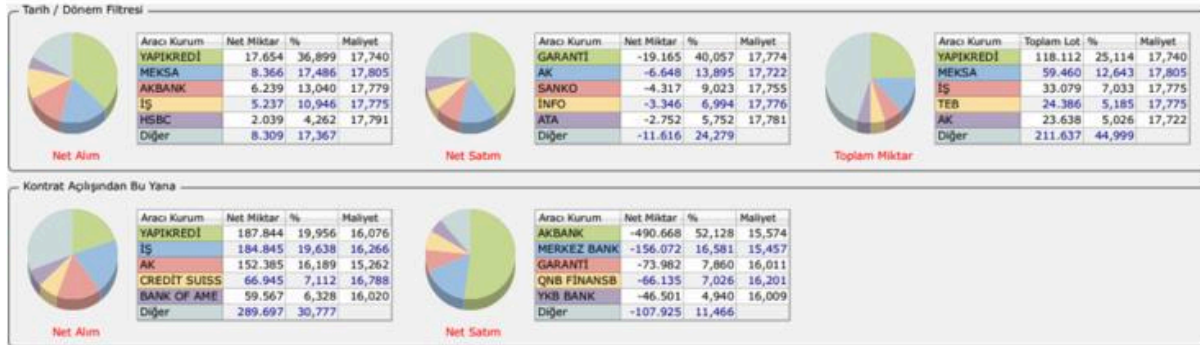 Tarih / Dönem Filtresi
Aracı Kurum Net Miktar % Maliyet
YAPIKREDİ 17.654 36,899 17,740
MEKSA 8.366 17,486 17,805
AKBANK 6.239 13,040 17,779
İŞ 5.237 10,946 17,775
HSBC 2.039 4,262 17,791
Diğer 8.309 17,367
Net Alım
Aracı Kurum Net Miktar % Maliyet
GARANTİ -19.165 40,057 17,774
AK -6.648 13,895 17,722
SANKO -4.317 9,023 17,755
İNFO -3.346 6,994 17,776
ATA -2.752 5,752 17,781
Diğer -11.616 24,279
Net Satım
Aracı Kurum Toplam Lot % Maliyet
YAPIKREDİ 118.112 25,114 17,740
MEKSA 59.460 12,643 17,805
İŞ 33.079 7,033 17,775
TEB 24.386 5,185 17,775
AK 23.638 5,026 17,722
Diğer 211.637 44,999
Toplam Miktar
Kontrat Açılışından Bu Yana
Aracı Kurum Net Miktar % Maliyet
YAPIKREDİ 187.844 19,956 16,076
İŞ 184.845 19,638 16,266
AK 152.385 16,189 15,262
CREDİT SUISS 66.945 7,112 16,788
BANK OF AME 59.567 6,328 16,020
Diğer 289.697 30,777
Net Alım
Aracı Kurum Net Miktar % Maliyet
AKBANK -490.668 52,128 15,574
MERKEZ BANK -156.072 16,581 15,457
GARANTİ -73.982 7,860 16,011
QNB FİNANSB -66.135 7,026 16,201
YKB BANK -46.501 4,940 16,009
Diğer -107.925 11,466
Net Satım